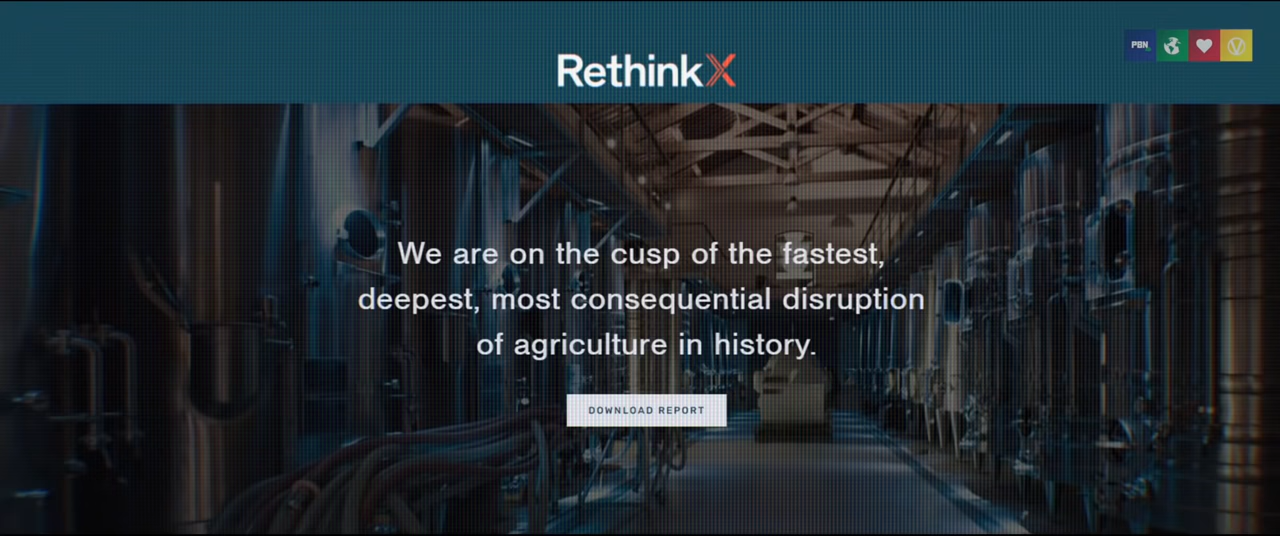 PBN
RethinkX
We are on the cusp of the fastest,
deepest, most consequential disruption
of agriculture in history.
DOWNLOAD REPORT